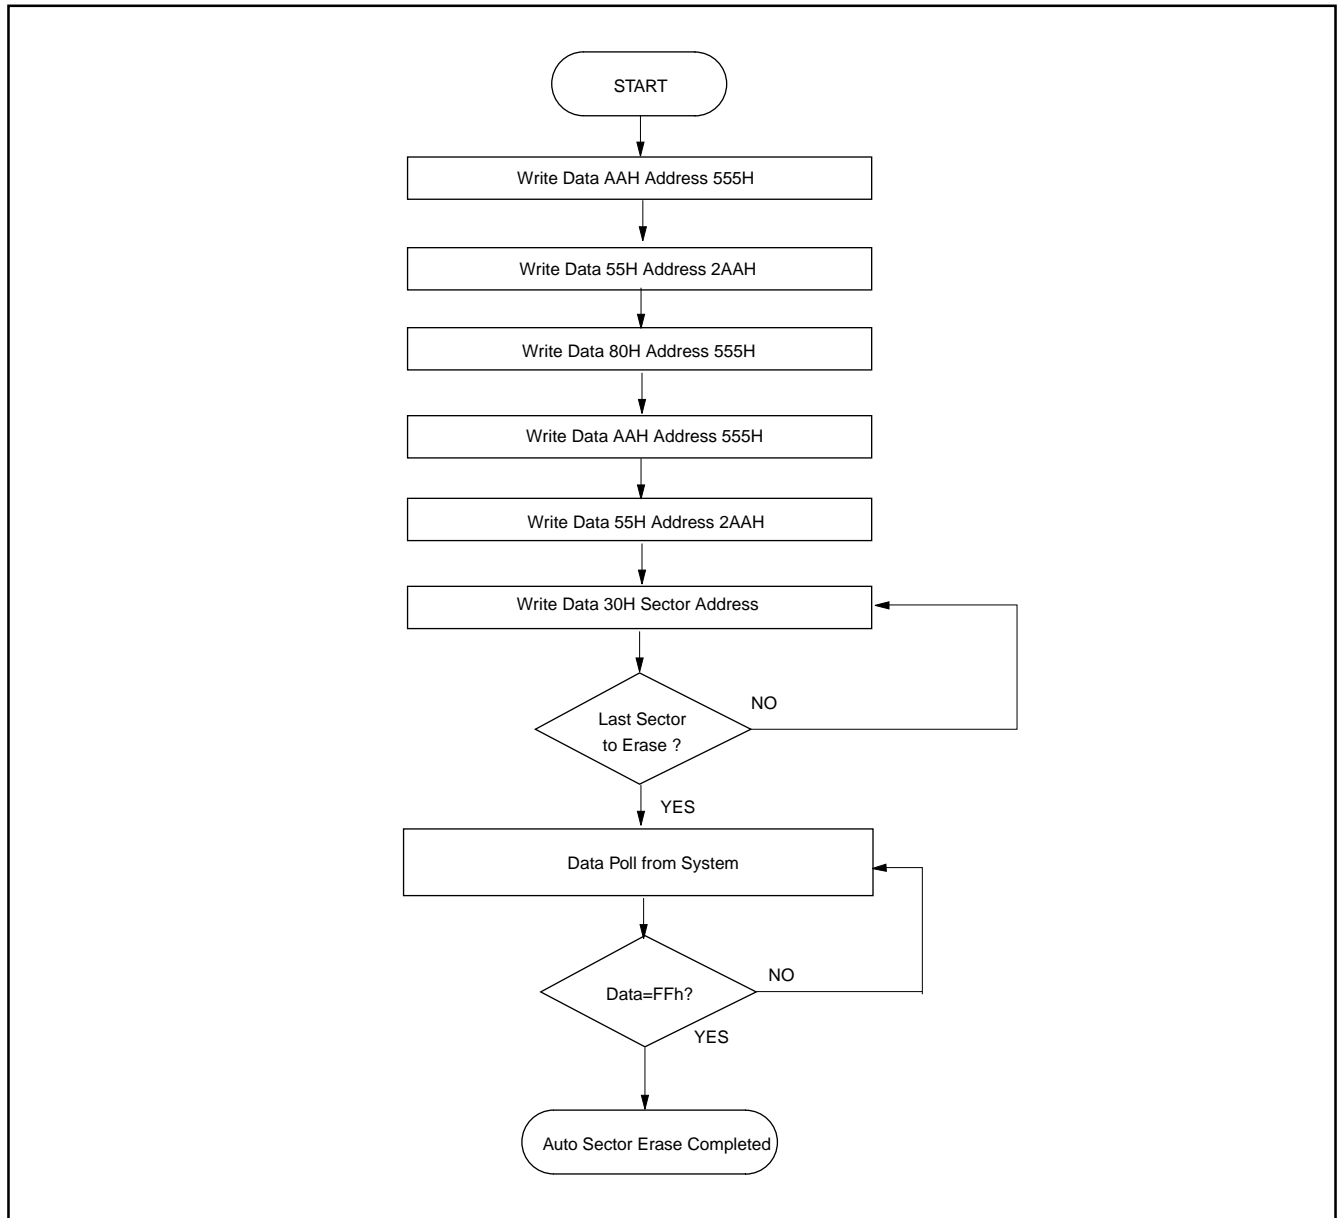 START
Write Data AAH Address 555H
Write Data 55H Address 2AAH
Write Data 80H Address 555H
Write Data AAH Address 555H
Write Data 55H Address 2AAH
Write Data 30H Sector Address
NO
Last Sector
to Erase ?
YES
Data Poll from System
NO
Data=FFh?
YES
Auto Sector Erase Completed